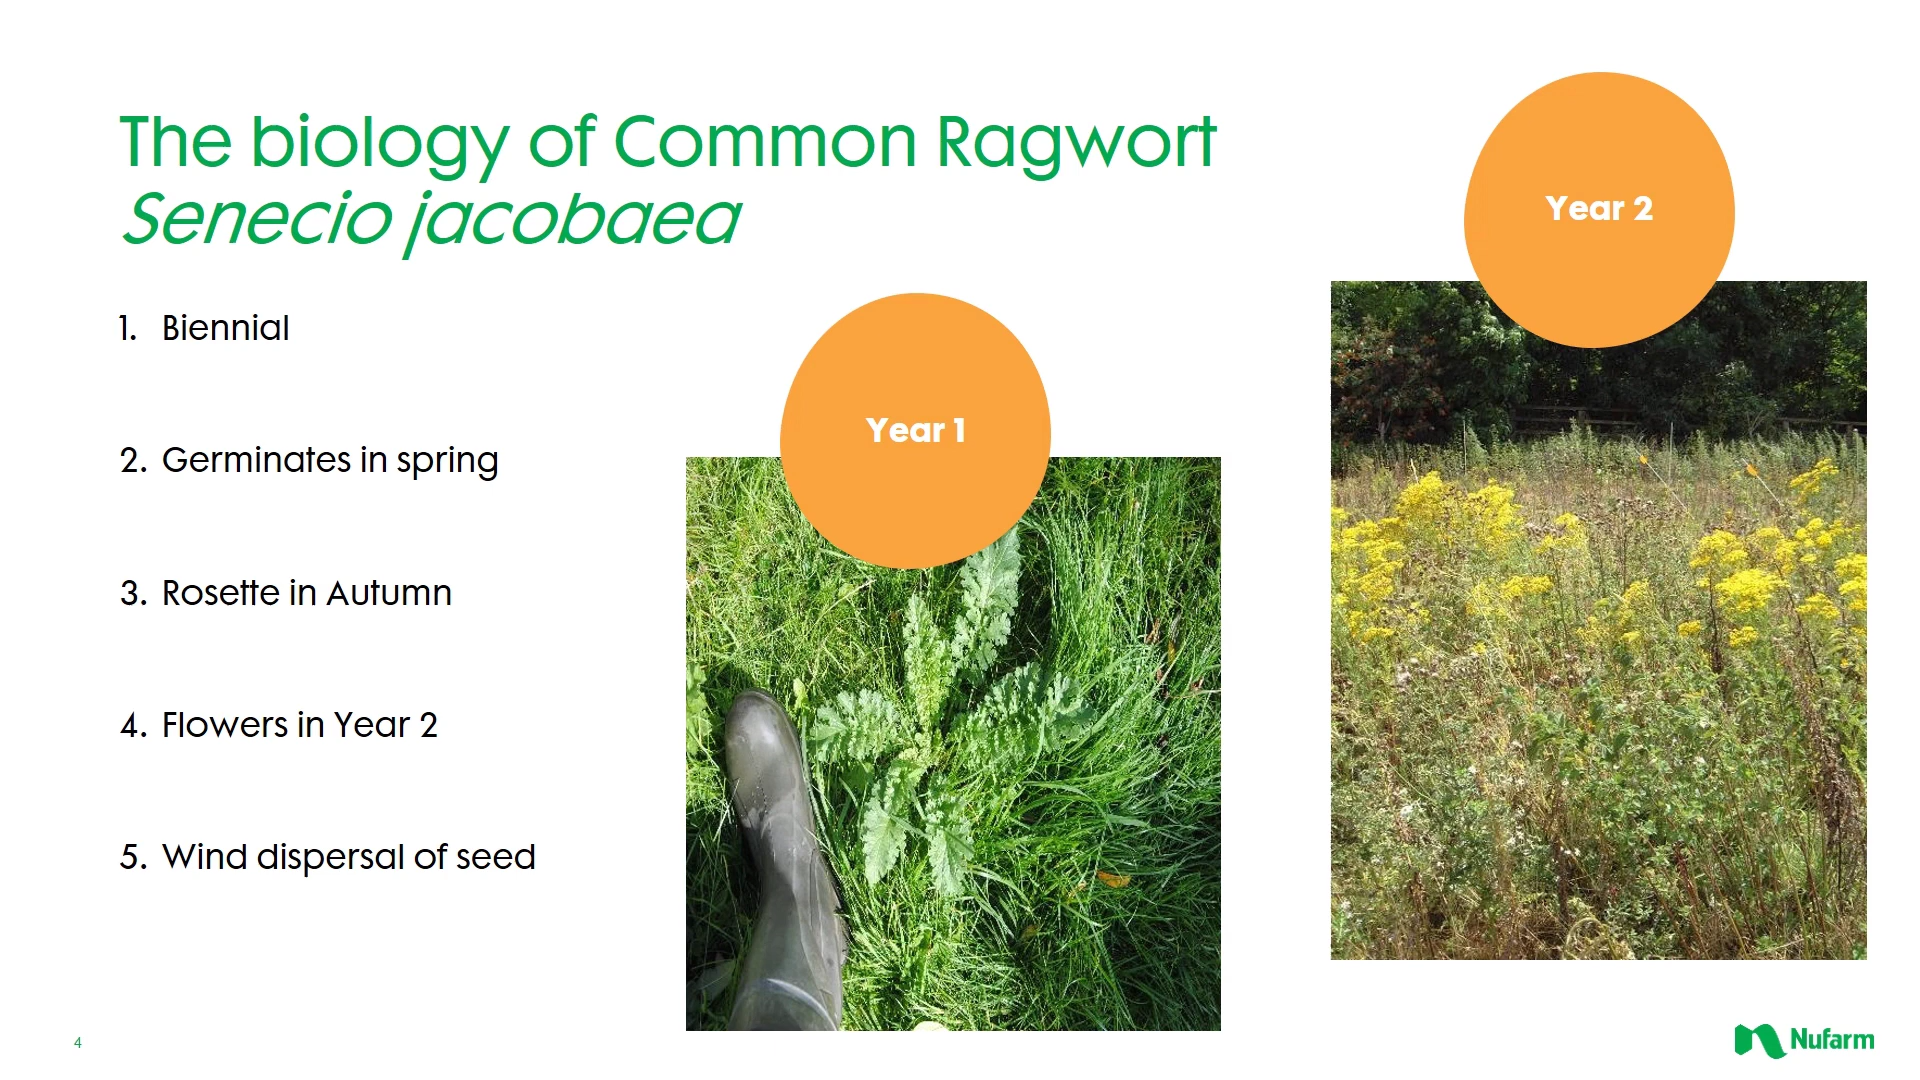 The biology of Common Ragwort
Senecio jacobaea
1. Biennial
2. Germinates in spring
3. Rosette in Autumn
4. Flowers in Year 2
5. Wind dispersal of seed
Year 1
Year 2
4
Nufarm